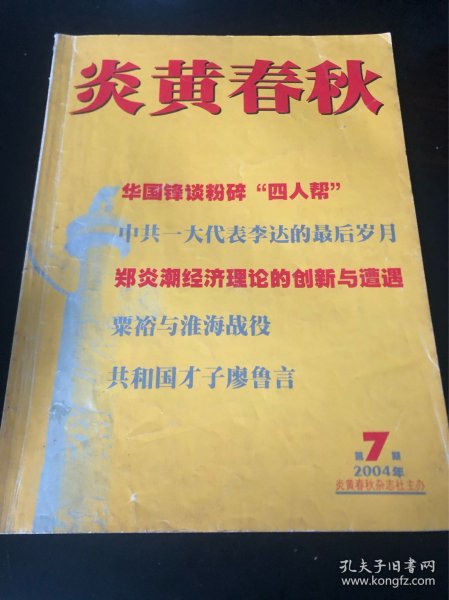 炎黄春秋
华国锋谈粉碎“四人帮”
中共一大代表李达的最后岁月
郑炎潮经济理论的创新与遭遇
粟裕与淮海战役
共和国才子廖鲁言
第7期
2004年
炎黄春秋杂志社主办
孔夫子旧书网
www.kongfz.com